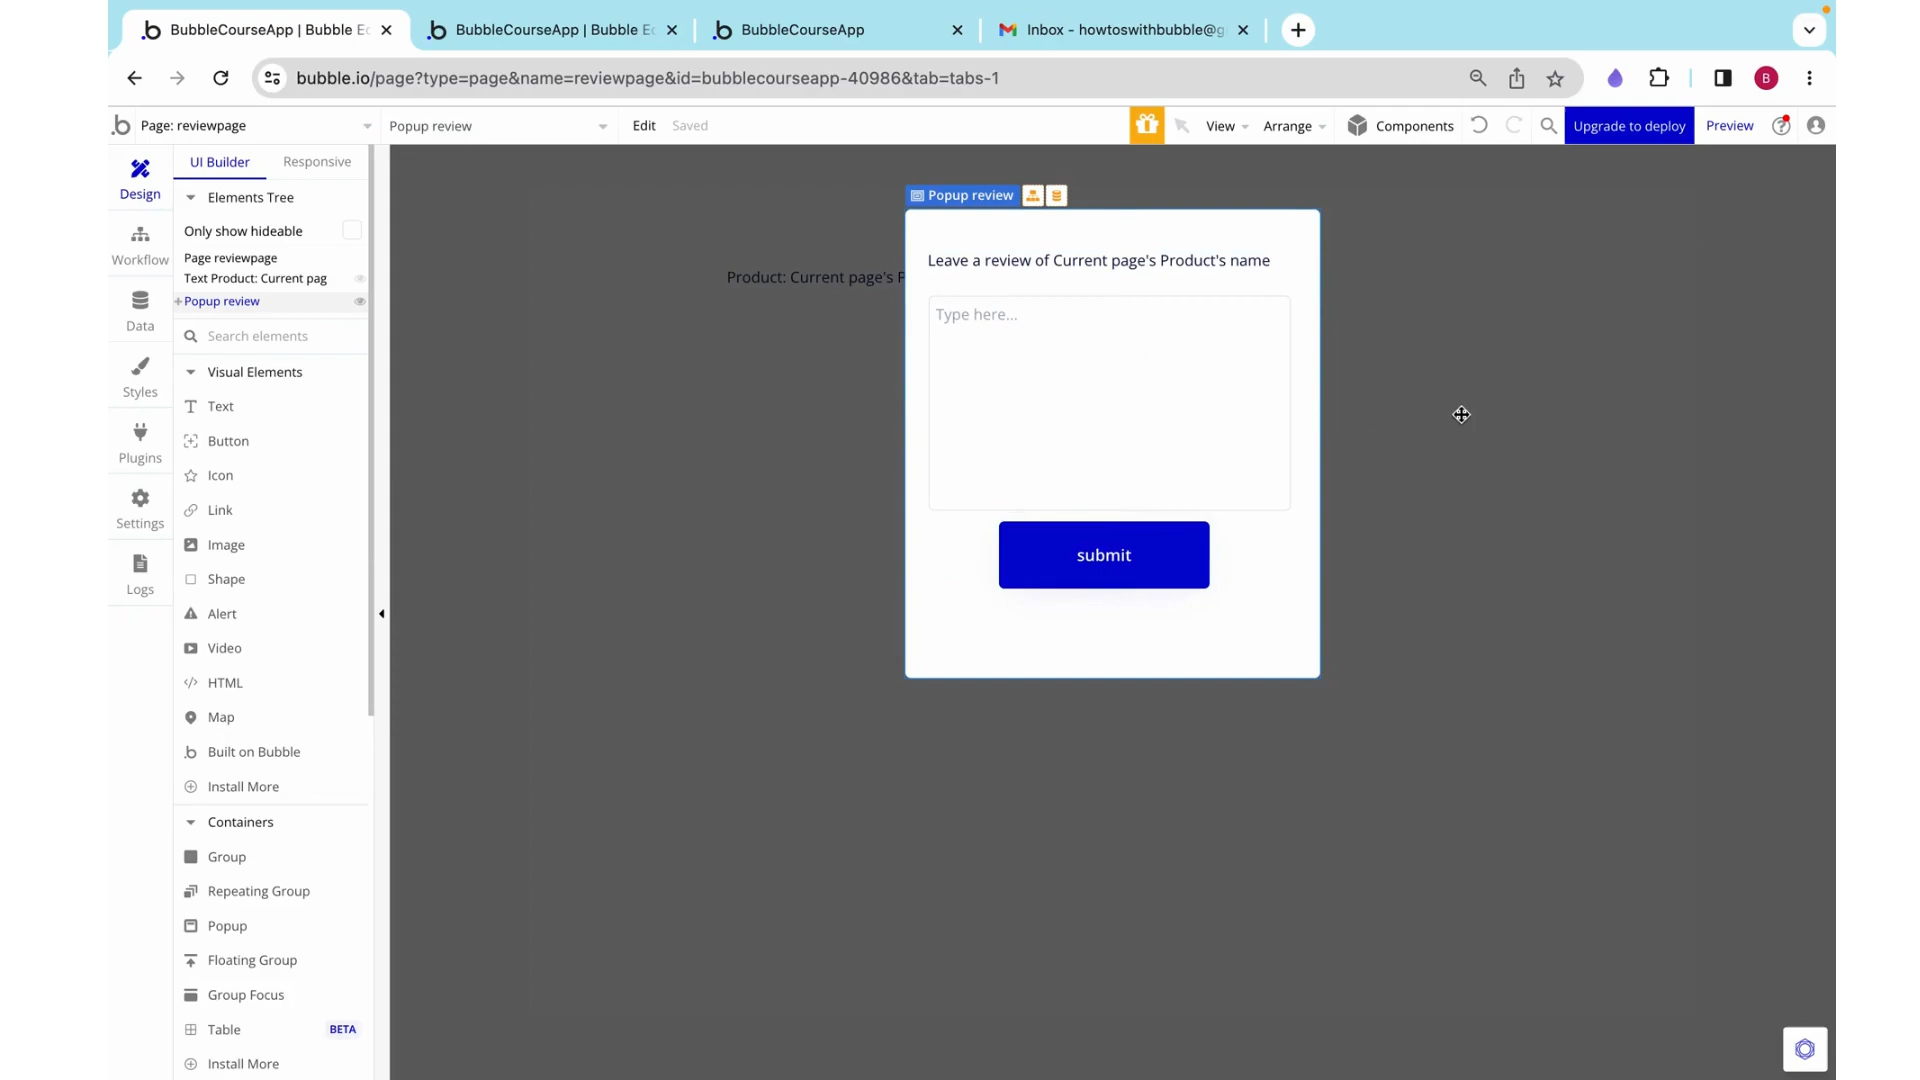 BubbleCourseApp | Bubble Ec
BubbleCourseApp | Bubble Ec
BubbleCourseApp
Inbox - howtoswithbubble@g
bubble.io/page?type=page&name=reviewpage&id=bubblecourseapp-40986&tab=tabs-1
B
Page: reviewpage
Popup review
Edit
Saved
View
Arrange
Components
Upgrade to deploy
Preview
Design
Workflow
Data
Styles
Plugins
Settings
Logs
UI Builder
Responsive
Elements Tree
Only show hideable
Page reviewpage
Text Product: Current pag
Popup review
Search elements
Visual Elements
Text
Button
Icon
Link
Image
Shape
Alert
Video
HTML
Map
Built on Bubble
Install More
Containers
Group
Repeating Group
Popup
Floating Group
Group Focus
Table BETA
Install More
Product: Current page's P
Popup review
Leave a review of Current page's Product's name
Type here...
submit